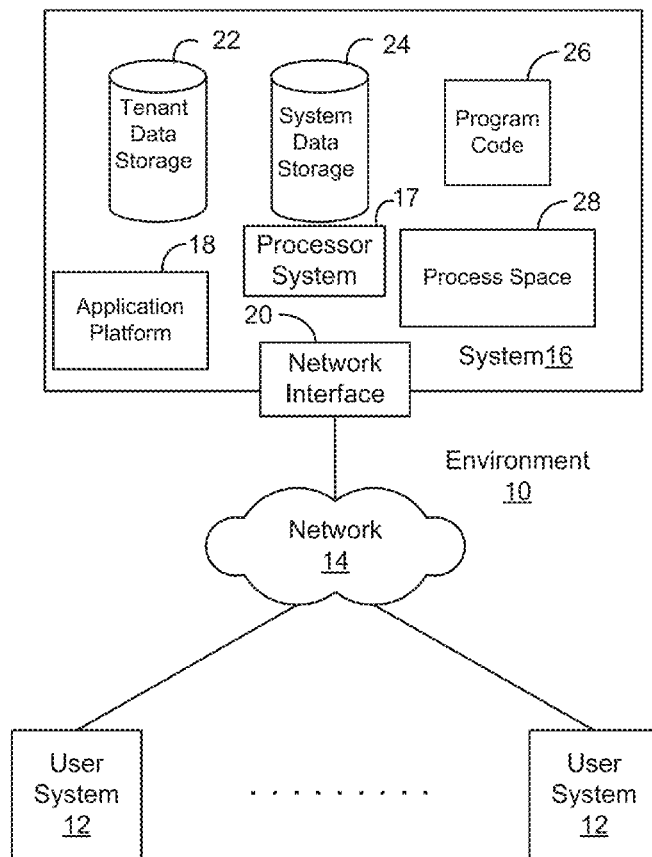 22
24
26
Tenant
Data
Storage
System
Data
Storage
Program
Code
17
28
18
Processor
System
Process Space
Application
Platform
20
Network
Interface
System16
Environment
10
Network
14
User
System
12
. . . . . . . . .
User
System
12